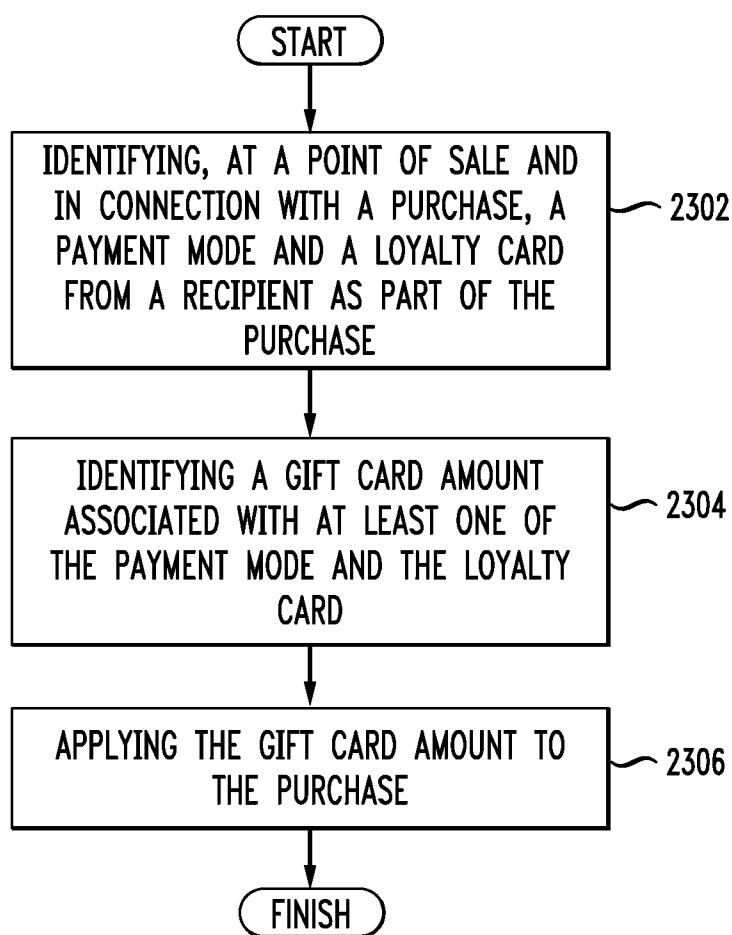 START
IDENTIFYING, AT A POINT OF SALE AND
IN CONNECTION WITH A PURCHASE, A
PAYMENT MODE AND A LOYALTY CARD
FROM A RECIPIENT AS PART OF THE
PURCHASE
2302
IDENTIFYING A GIFT CARD AMOUNT
ASSOCIATED WITH AT LEAST ONE OF
THE PAYMENT MODE AND THE LOYALTY
CARD
2304
APPLYING THE GIFT CARD AMOUNT TO
THE PURCHASE
2306
FINISH